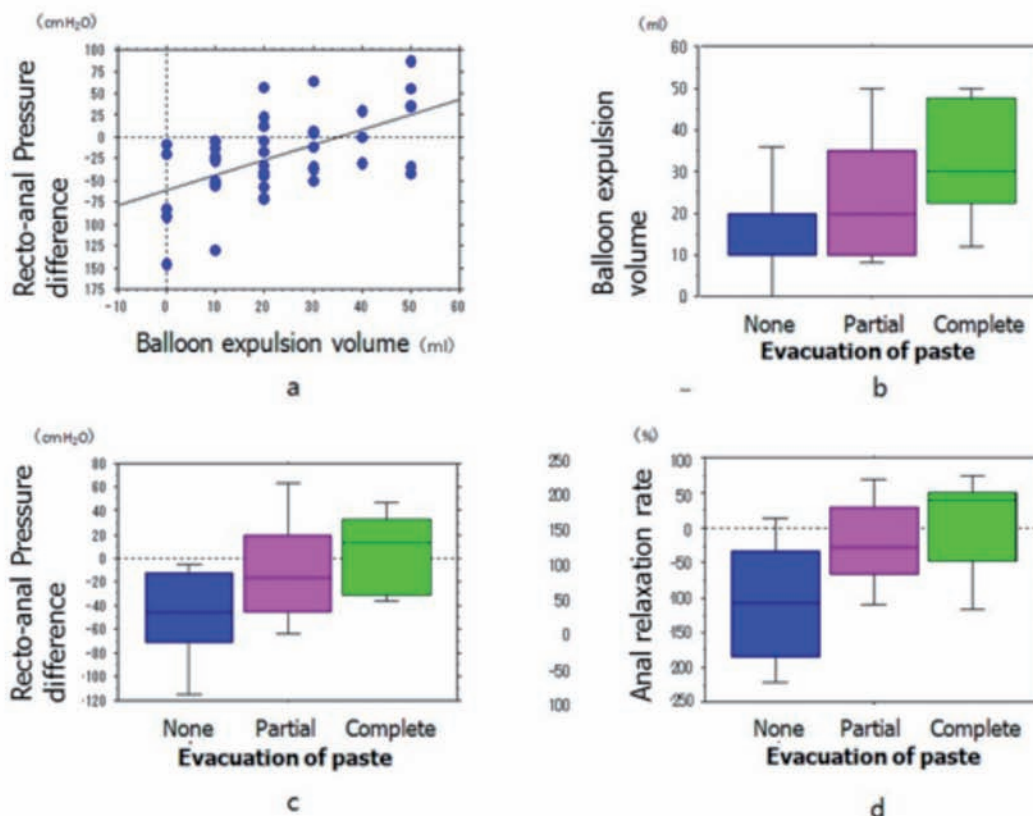 (cmH₂O)
Recto-anal Pressure
difference
100
75
50
25
0
-25
-50
-75
100
125
150
175
-10 0 10 20 30 40 50 60
Balloon expulsion volume (ml)
a
(ml)
Balloon expulsion
volume
60
50
40
30
20
10
0
None Partial Complete
Evacuation of paste
b
(cmH₂O)
Recto-anal Pressure
difference
80
60
40
20
0
-20
-40
-60
-80
-100
-120
None Partial Complete
Evacuation of paste
c
250
200
150
100
50
0
-50
100
(%)
Anal relaxation rate
100
50
0
-50
100
150
200
-250
None Partial Complete
Evacuation of paste
d